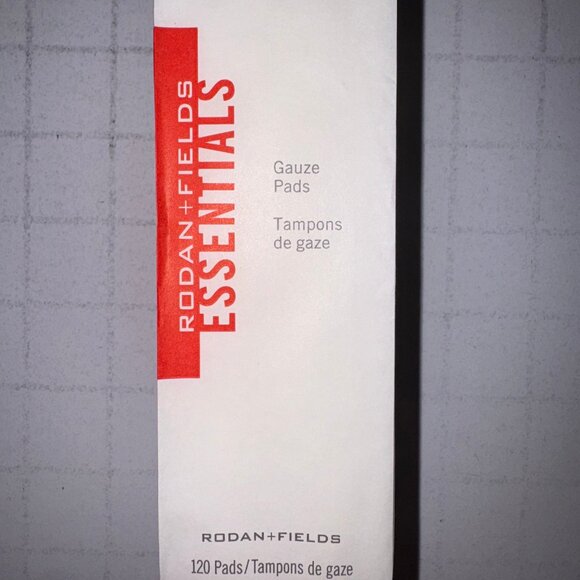 RODAN+FIELDS
ESSENTIALS
Gauze
Pads
Tampons
de gaze
RODAN+FIELDS
120 Pads/Tampons de gaze